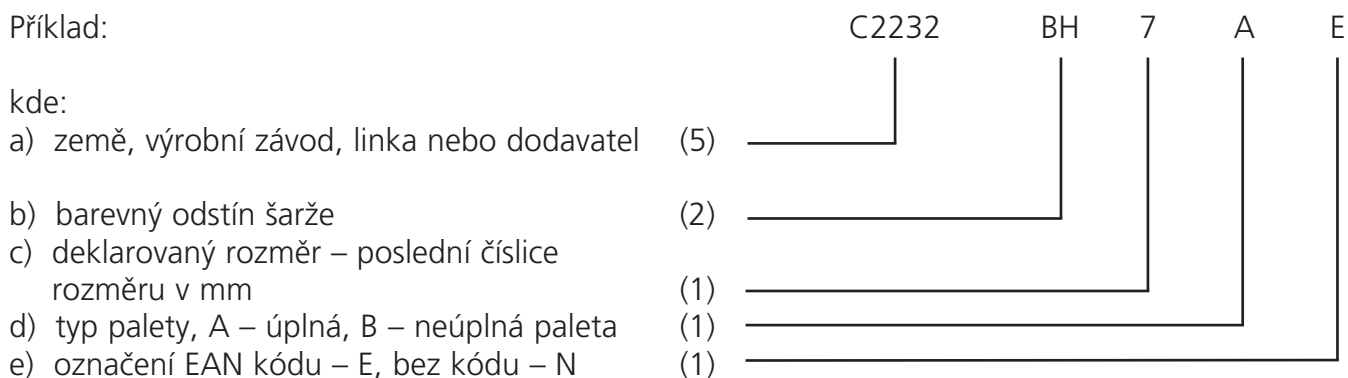 Příklad: C2232 BH 7 A E
kde:
a) země, výrobní závod, linka nebo dodavatel (5)
b) barevný odstín šarže (2)
c) deklarovaný rozměr – poslední číslice
rozměru v mm (1)
d) typ palety, A – úplná, B – neúplná paleta (1)
e) označení EAN kódu – E, bez kódu – N (1)